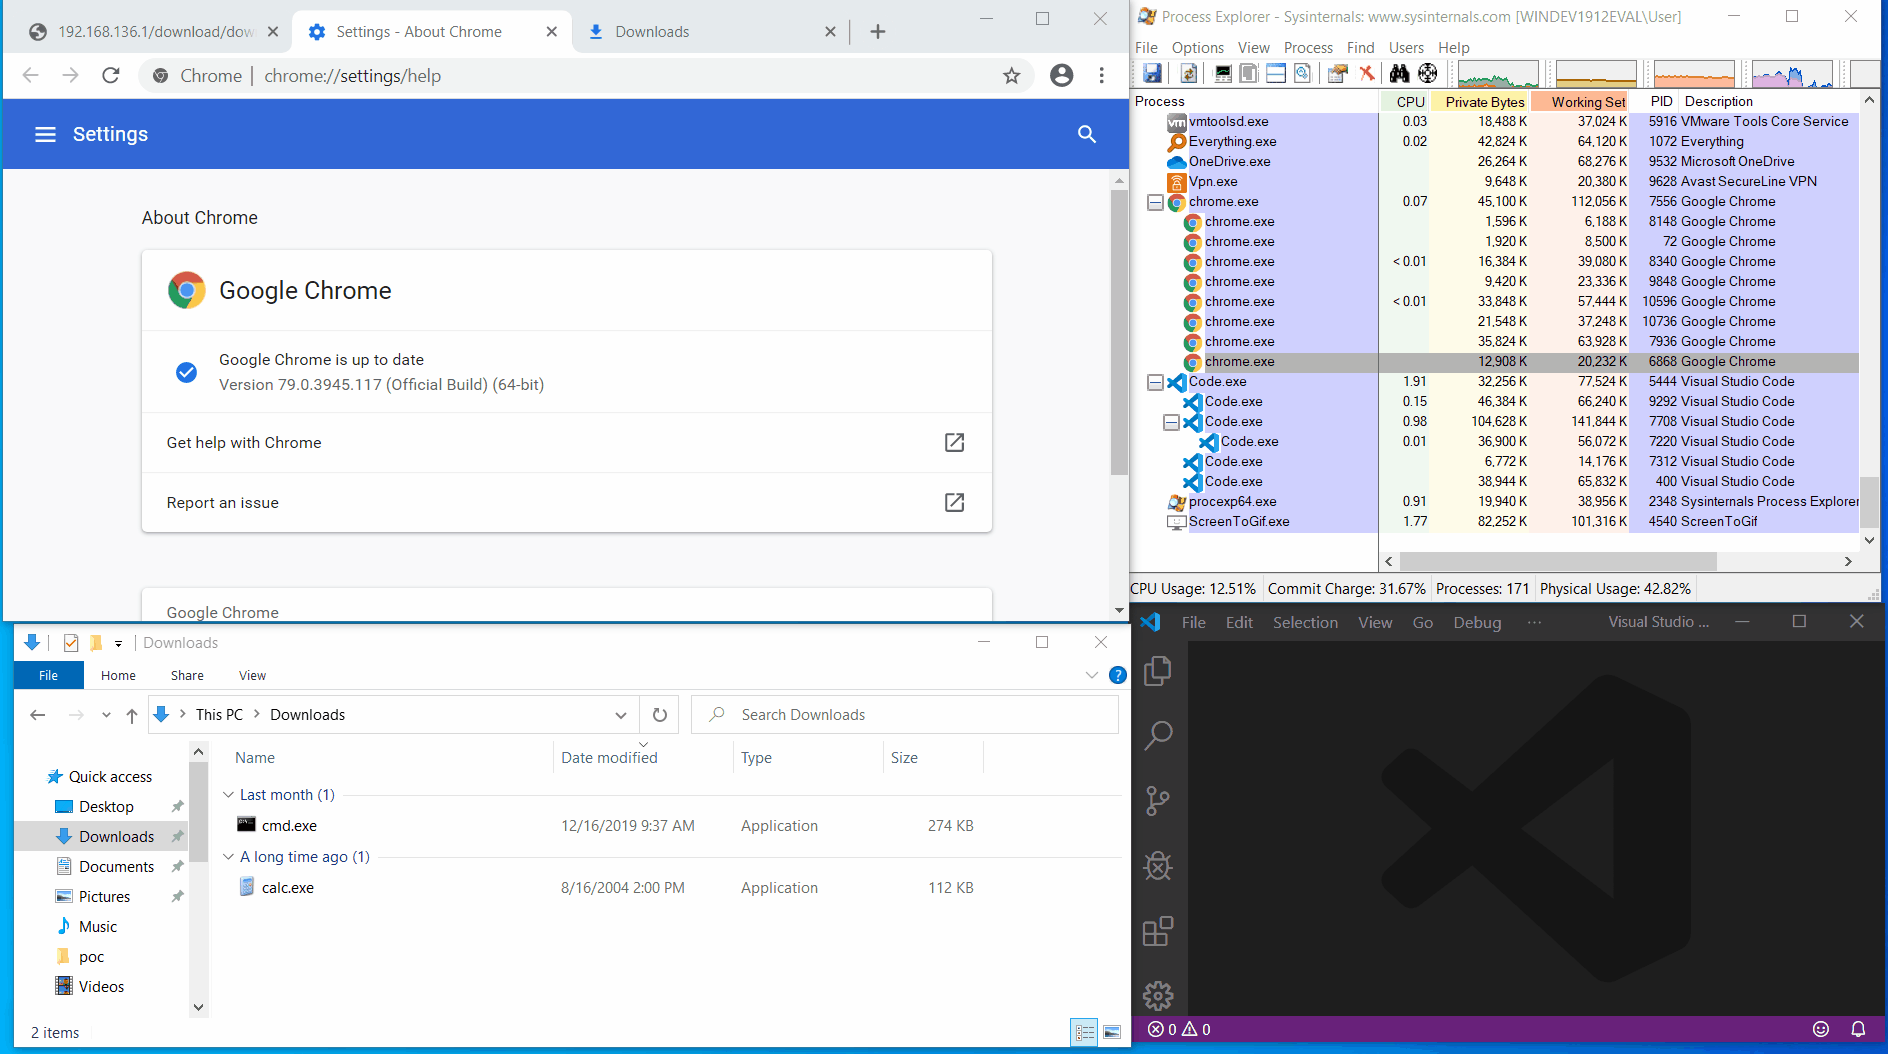 192.168.136.1/download/dow
Settings - About Chrome
Downloads
Chrome
chrome://settings/help
Settings
About Chrome
Google Chrome
Google Chrome is up to date
Version 79.0.3945.117 (Official Build) (64-bit)
Get help with Chrome
Report an issue
Google Chrome
Process Explorer - Sysinternals: www.sysinternals.com [WINDEV1912EVAL\User]
File Options View Process Find Users Help
Process CPU Private Bytes Working Set PID Description
vmtoolsd.exe 0.03 18,488 K 37,024 K 5916 VMware Tools Core Service
Everything.exe 0.02 42,824 K 64,120 K 1072 Everything
OneDrive.exe 26,264 K 68,276 K 9532 Microsoft OneDrive
Vpn.exe 9,648 K 20,380 K 9628 Avast SecureLine VPN
chrome.exe 0.07 45,100 K 112,056 K 7556 Google Chrome
chrome.exe 1,596 K 6,188 K 8148 Google Chrome
chrome.exe 1,920 K 8,500 K 72 Google Chrome
chrome.exe < 0.01 16,384 K 39,080 K 8340 Google Chrome
chrome.exe 9,420 K 23,336 K 9848 Google Chrome
chrome.exe < 0.01 33,848 K 57,444 K 10596 Google Chrome
chrome.exe 21,548 K 37,248 K 10736 Google Chrome
chrome.exe 35,824 K 63,928 K 7936 Google Chrome
chrome.exe 12,908 K 20,232 K 6868 Google Chrome
Code.exe 1.91 32,256 K 77,524 K 5444 Visual Studio Code
Code.exe 0.15 46,384 K 66,240 K 9292 Visual Studio Code
Code.exe 0.98 104,628 K 141,844 K 7708 Visual Studio Code
Code.exe 0.01 36,900 K 56,072 K 7220 Visual Studio Code
Code.exe 6,772 K 14,176 K 7312 Visual Studio Code
Code.exe 38,944 K 65,832 K 400 Visual Studio Code
procexp64.exe 0.91 19,940 K 38,956 K 2348 Sysinternals Process Explorer
ScreenToGif.exe 1.77 82,252 K 101,316 K 4540 ScreenToGif
CPU Usage: 12.51% Commit Charge: 31.67% Processes: 171 Physical Usage: 42.82%
Downloads
File Home Share View
This PC > Downloads
Search Downloads
Quick access
Desktop
Downloads
Documents
Pictures
Music
poc
Videos
Name Date modified Type Size
Last month (1)
cmd.exe 12/16/2019 9:37 AM Application 274 KB
A long time ago (1)
calc.exe 8/16/2004 2:00 PM Application 112 KB
2 items
File Edit Selection View Go Debug ··· Visual Studio ...
0 0